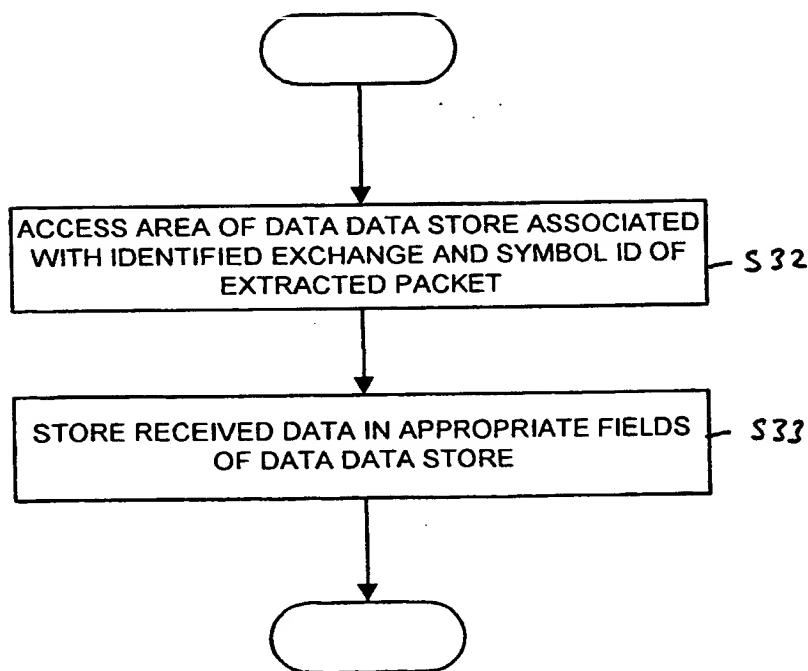 ACCESS AREA OF DATA DATA STORE ASSOCIATED
WITH IDENTIFIED EXCHANGE AND SYMBOL ID OF
EXTRACTED PACKET
S32
STORE RECEIVED DATA IN APPROPRIATE FIELDS
OF DATA DATA STORE
S33